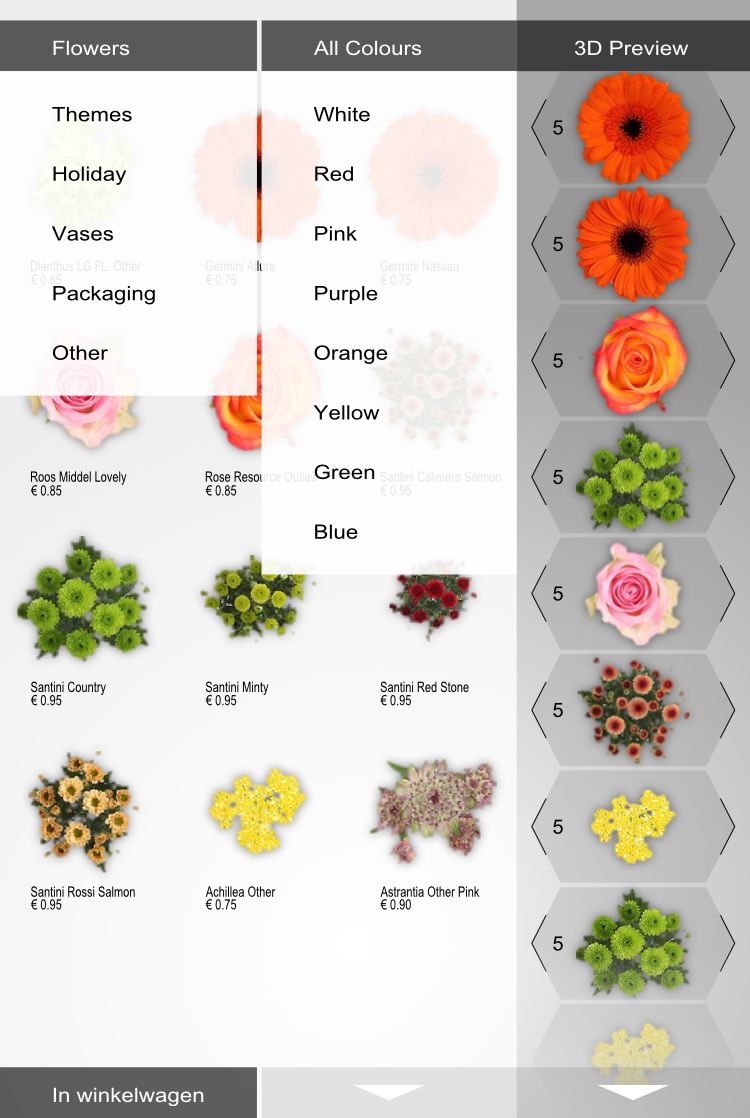 Flowers
All Colours
3D Preview
Themes
Holiday
Vases
Packaging
Other
White
Red
Pink
Purple
Orange
Yellow
Green
Blue
Dianthus LG FL. Other
€ 0.85
Germini Allure
€ 0.75
Germini Nassau
€ 0.75
Roos Middel Lovely
€ 0.85
Rose Resource Outlaw
€ 0.85
Santini Calimero Salmon
€ 0.95
Santini Country
€ 0.95
Santini Minty
€ 0.95
Santini Red Stone
€ 0.95
Santini Rossi Salmon
€ 0.95
Achillea Other
€ 0.75
Astrantia Other Pink
€ 0.90
5
5
5
5
5
5
5
5
In winkelwagen